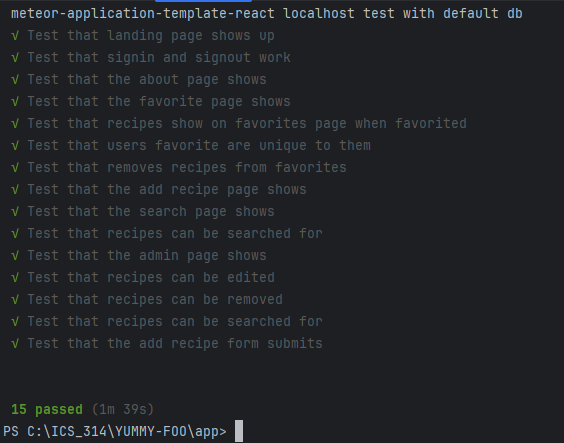 meteor-application-template-react localhost test with default db
√ Test that landing page shows up
√ Test that signin and signout work
√ Test that the about page shows
√ Test that the favorite page shows
√ Test that recipes show on favorites page when favorited
√ Test that users favorite are unique to them
√ Test that removes recipes from favorites
√ Test that the add recipe page shows
√ Test that the search page shows
√ Test that recipes can be searched for
√ Test that the admin page shows
√ Test that recipes can be edited
√ Test that recipes can be removed
√ Test that recipes can be searched for
√ Test that the add recipe form submits
15 passed (1m 39s)
PS C:\ICS_314\YUMMY-FOO\app>